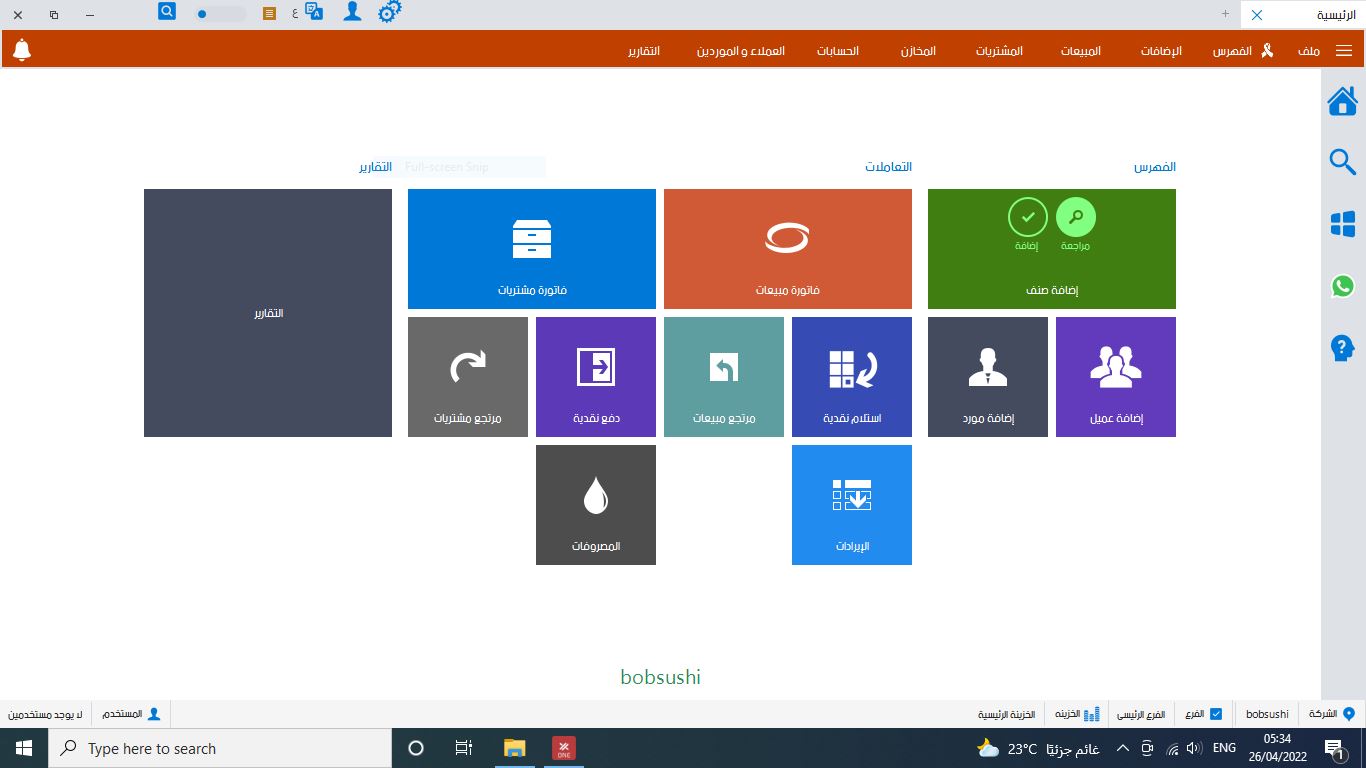 الرئيسية
ع
ملف
الفهرس
الإضافات
المبيعات
المشتريات
المخازن
الحسابات
العملاء و الموردين
التقارير
الفهرس
التعاملات
Full-screen Snip
التقارير
مراجعة
إضافة
إضافة صنف
فاتورة مبيعات
فاتورة مشتريات
التقارير
إضافة عميل
إضافة مورد
استلام نقدية
مرتجع مبيعات
دفع نقدية
مرتجع مشتريات
الإيرادات
المصروفات
bobsushi
الشركة
bobsushi
الفرع
الفرع الرئيسى
الخزينه
الخزينة الرئيسية
المستخدم
لا يوجد مستخدمين
Type here to search
ONE
23°C غائم جزئيًا
ENG
05:34
26/04/2022
1